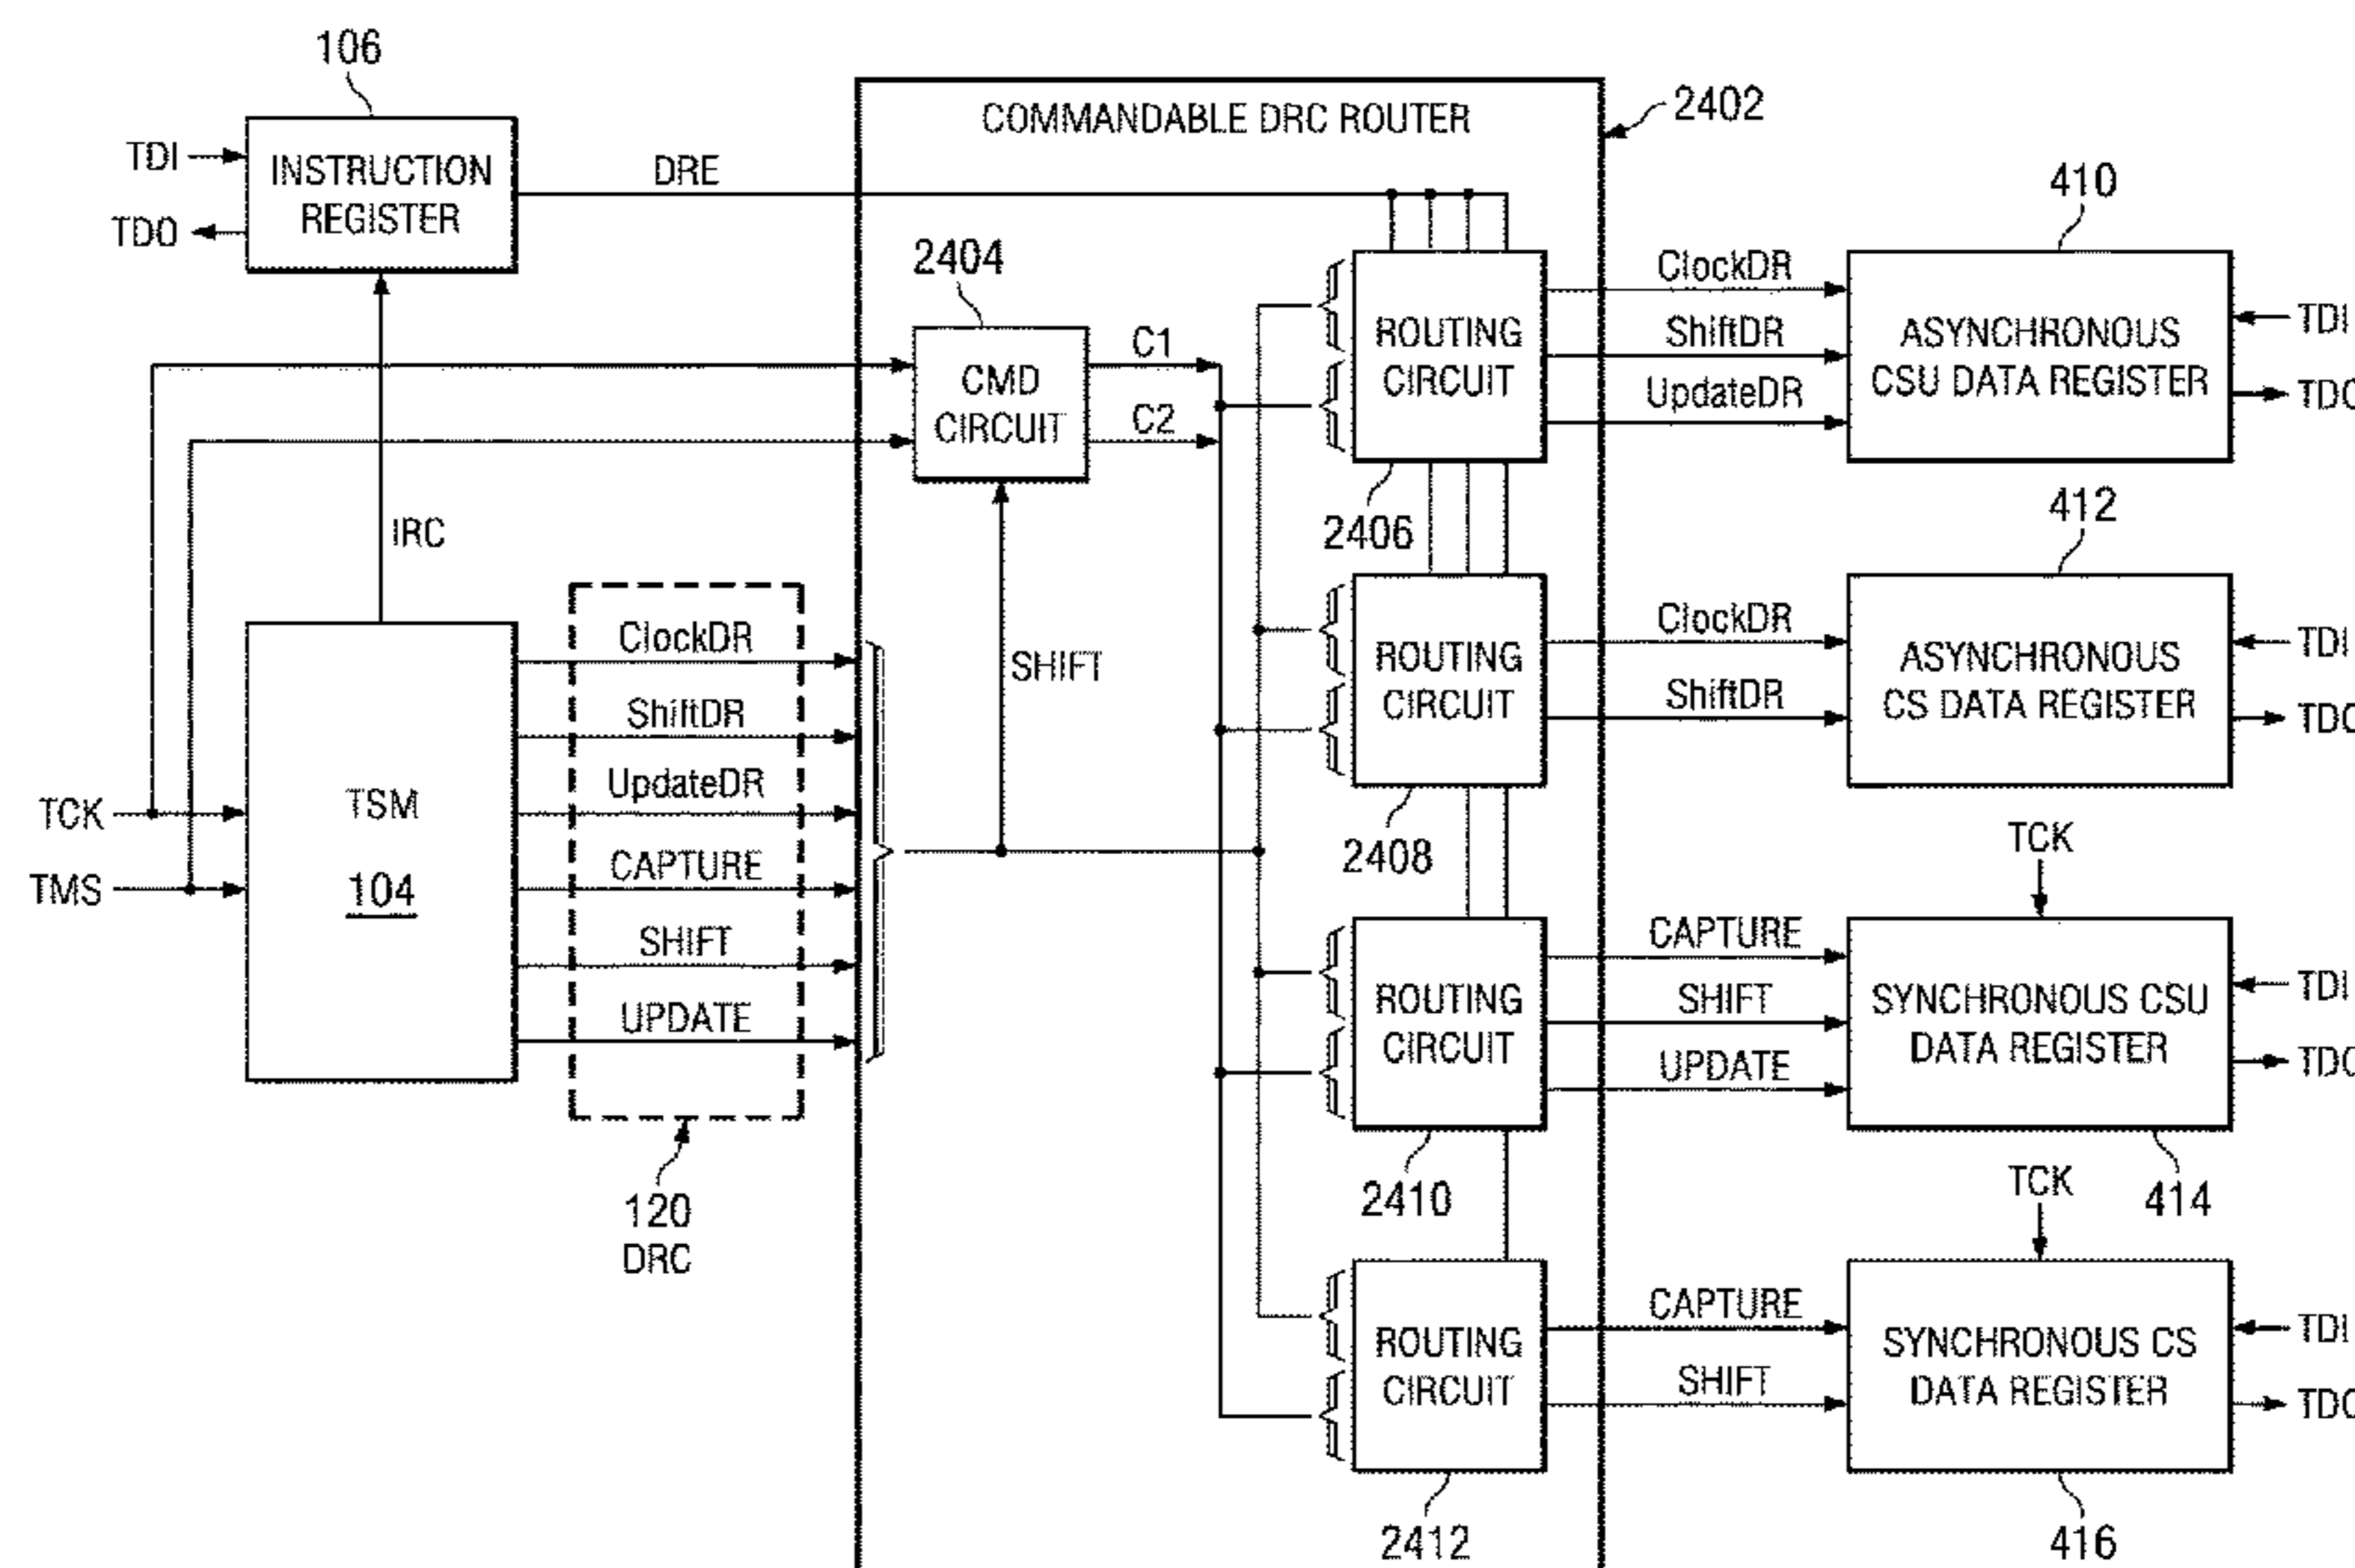 106
COMMANDABLE DRC ROUTER
2402
TDI
INSTRUCTION
REGISTER
TDO
DRE
410
2404
CMD
CIRCUIT
C1
C2
ROUTING
CIRCUIT
2406
ClockDR
ShiftDR
UpdateDR
ASYNCHRONOUS
CSU DATA REGISTER
TDI
TDO
IRC
412
SHIFT
ROUTING
CIRCUIT
2408
ClockDR
ShiftDR
ASYNCHRONOUS
CS DATA REGISTER
TDI
TDO
TCK
TMS
TSM
104
ClockDR
ShiftDR
UpdateDR
CAPTURE
SHIFT
UPDATE
120
DRC
TCK
ROUTING
CIRCUIT
2410
CAPTURE
SHIFT
UPDATE
SYNCHRONOUS CSU
DATA REGISTER
TDI
TDO
414
TCK
ROUTING
CIRCUIT
2412
CAPTURE
SHIFT
SYNCHRONOUS CS
DATA REGISTER
TDI
TDO
416